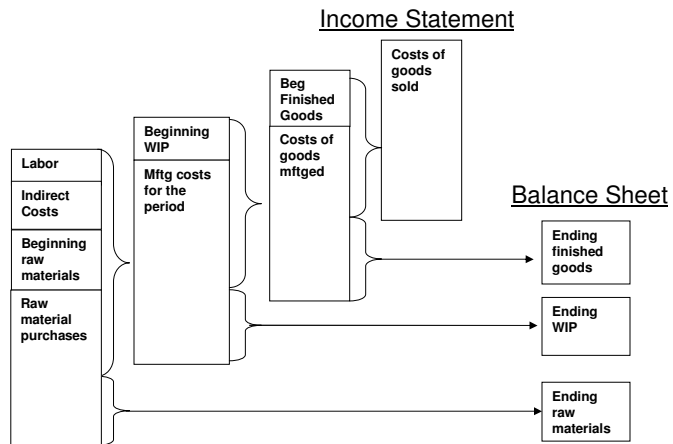 Income Statement
Costs of
goods
sold
Beg
Finished
Goods
Costs of
goods
mftged
Beginning
WIP
Mftg costs
for the
period
Labor
Indirect
Costs
Beginning
raw
materials
Raw
material
purchases
Balance Sheet
Ending
finished
goods
Ending
WIP
Ending
raw
materials